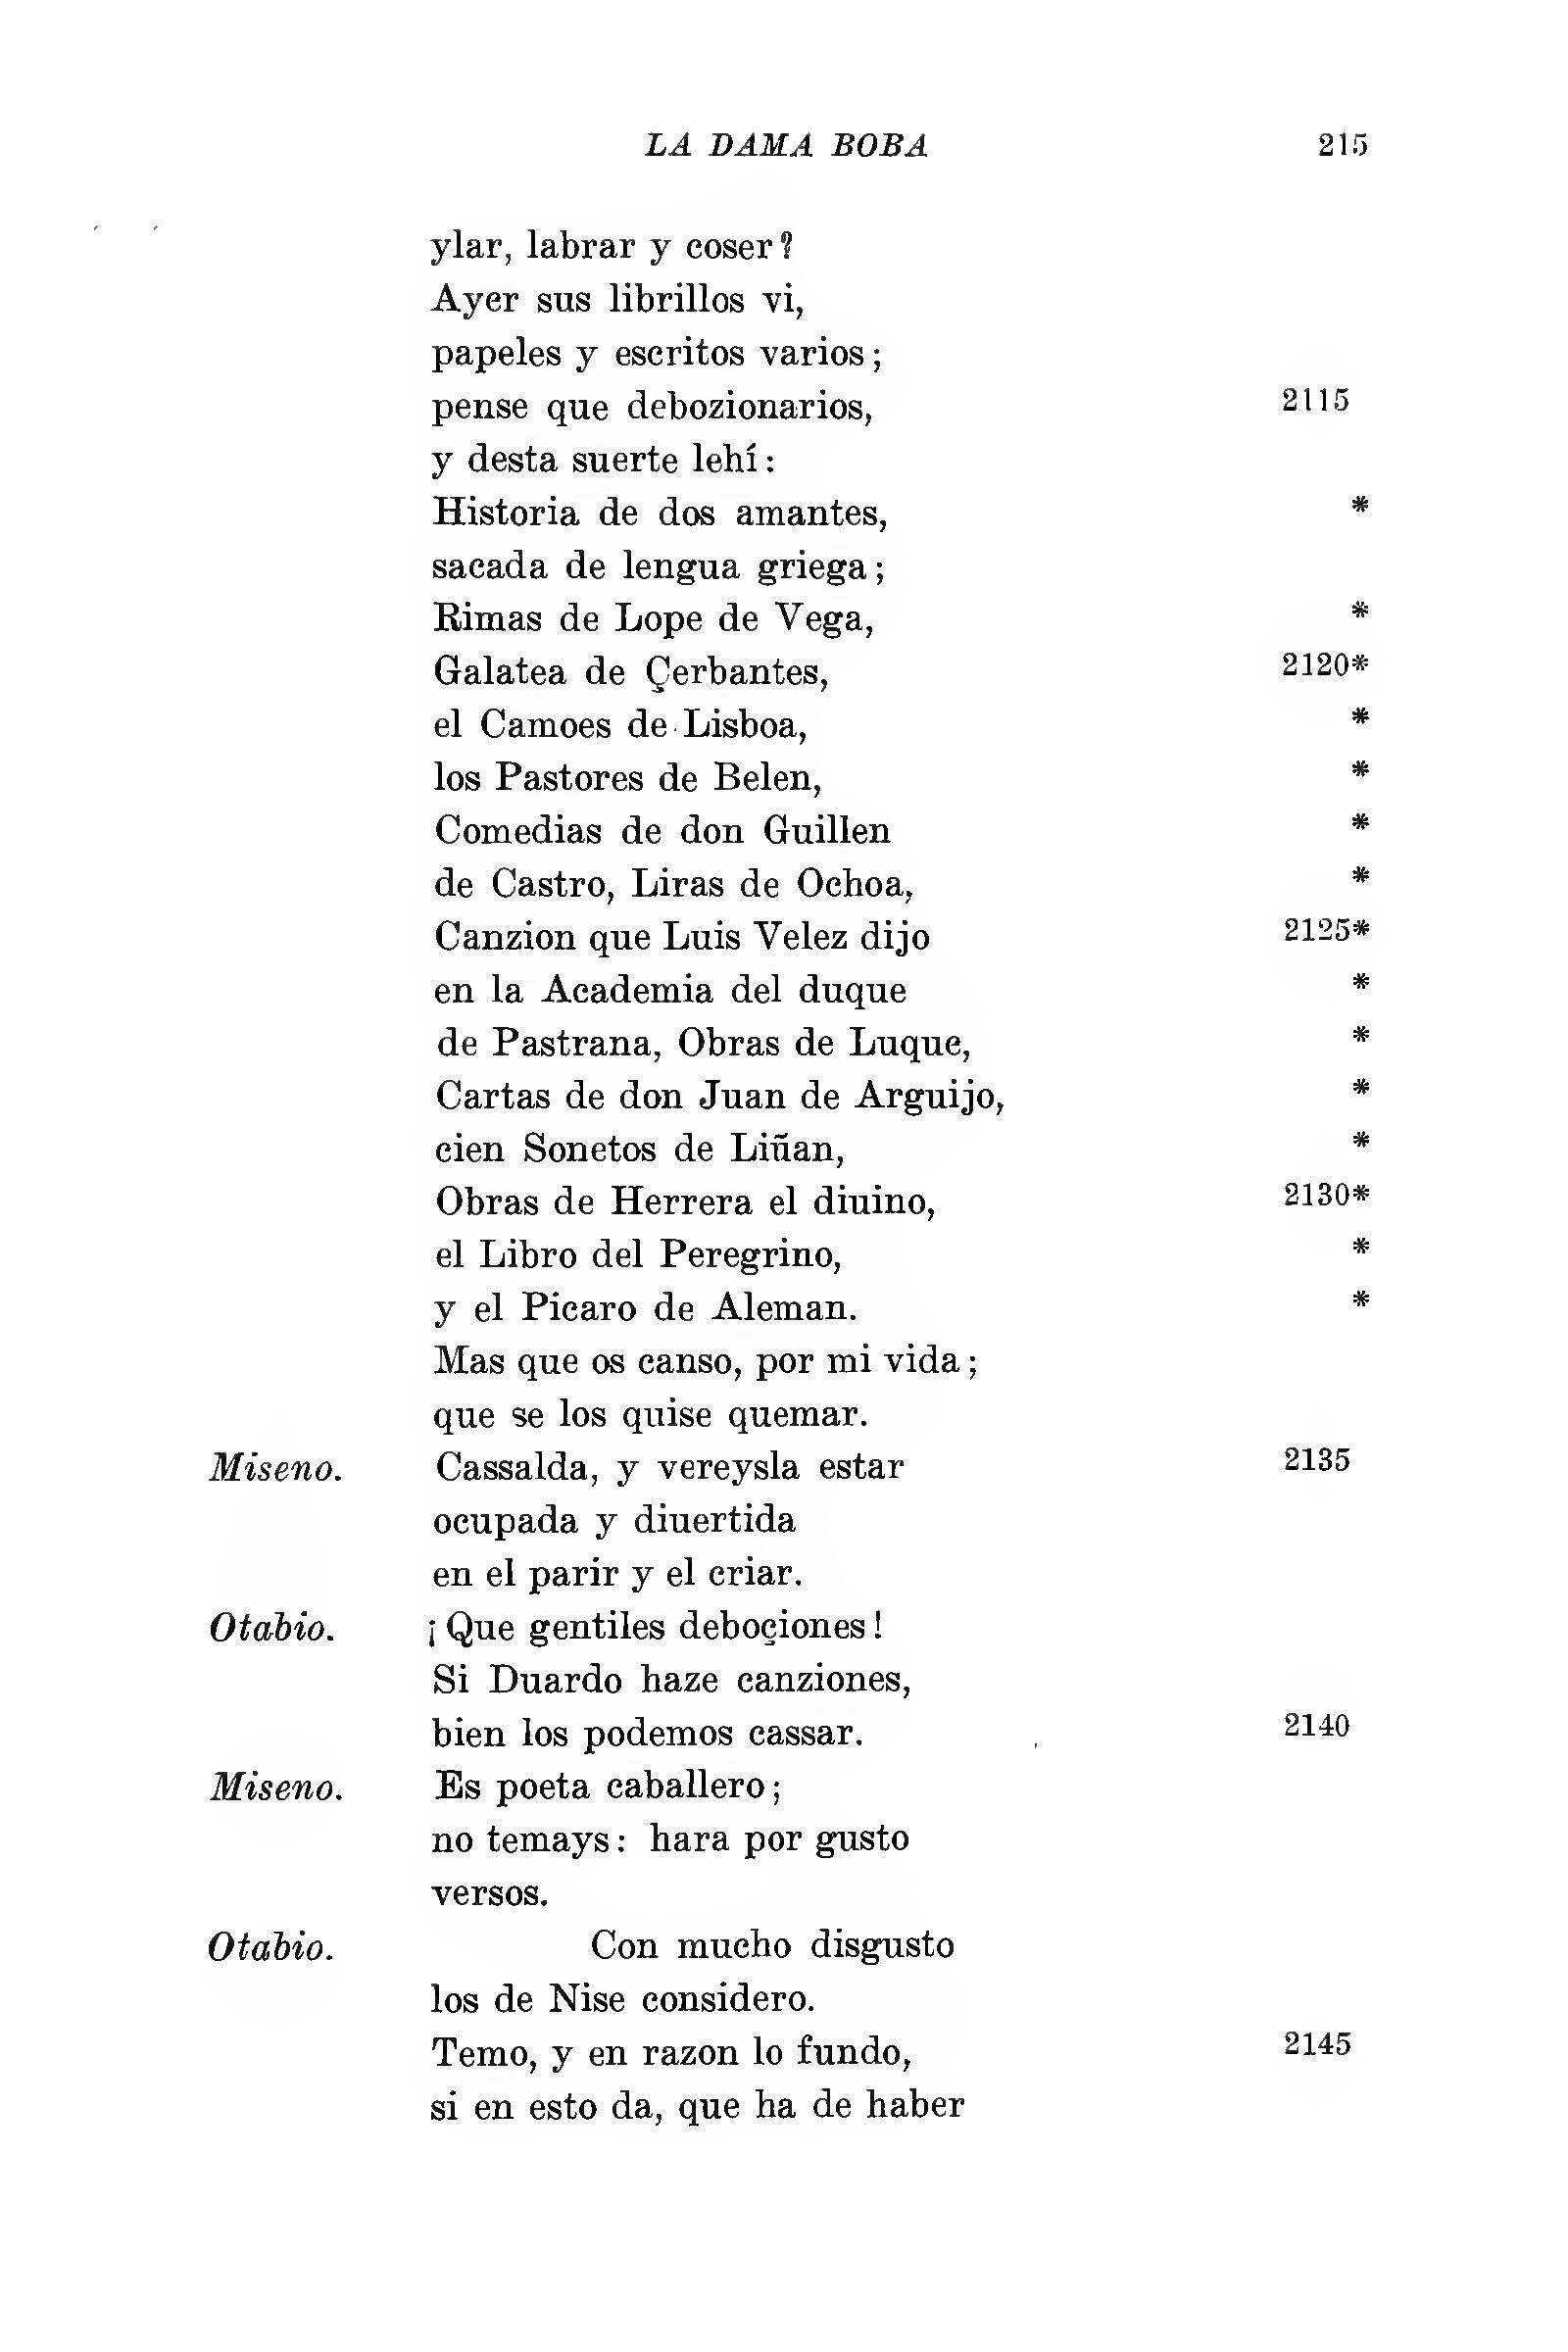 LA DAMA BOBA 215
ylar, labrar y coser?
Ayer sus librillos vi,
papeles y escritos varios;
pense que debozionarios, 2115
y desta suerte lehí:
Historia de dos amantes, *
sacada de lengua griega;
Rimas de Lope de Vega, *
Galatea de Çerbantes, 2120*
el Camoes de Lisboa, *
los Pastores de Belen, *
Comedias de don Guillen *
de Castro, Liras de Ochoa, *
Canzion que Luis Velez dijo 2125*
en la Academia del duque *
de Pastrana, Obras de Luque, *
Cartas de don Juan de Arguijo, *
cien Sonetos de Liñan, *
Obras de Herrera el diuino, 2130*
el Libro del Peregrino, *
y el Picaro de Aleman. *
Mas que os canso, por mi vida;
que se los quise quemar.
Miseno. Cassalda, y vereysla estar 2135
ocupada y diuertida
en el parir y el criar.
Otabio. ¡Que gentiles deboçiones!
Si Duardo haze canziones,
bien los podemos cassar. 2140
Miseno. Es poeta caballero;
no temays: hara por gusto
versos.
Otabio. Con mucho disgusto
los de Nise considero.
Temo, y en razon lo fundo, 2145
si en esto da, que ha de haber